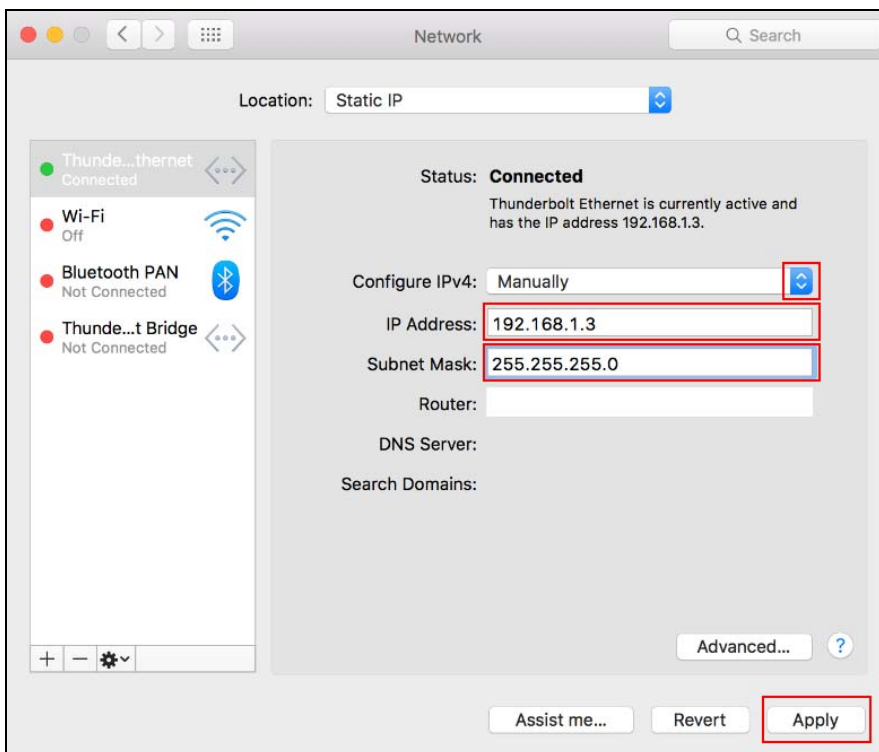 Network
Search
Location: Static IP
Thunde...thernet
Connected
Wi-Fi
Off
Bluetooth PAN
Not Connected
Thunde...t Bridge
Not Connected
Status: Connected
Thunderbolt Ethernet is currently active and
has the IP address 192.168.1.3.
Configure IPv4: Manually
IP Address: 192.168.1.3
Subnet Mask: 255.255.255.0
Router:
DNS Server:
Search Domains:
Advanced... ?
Assist me... Revert Apply